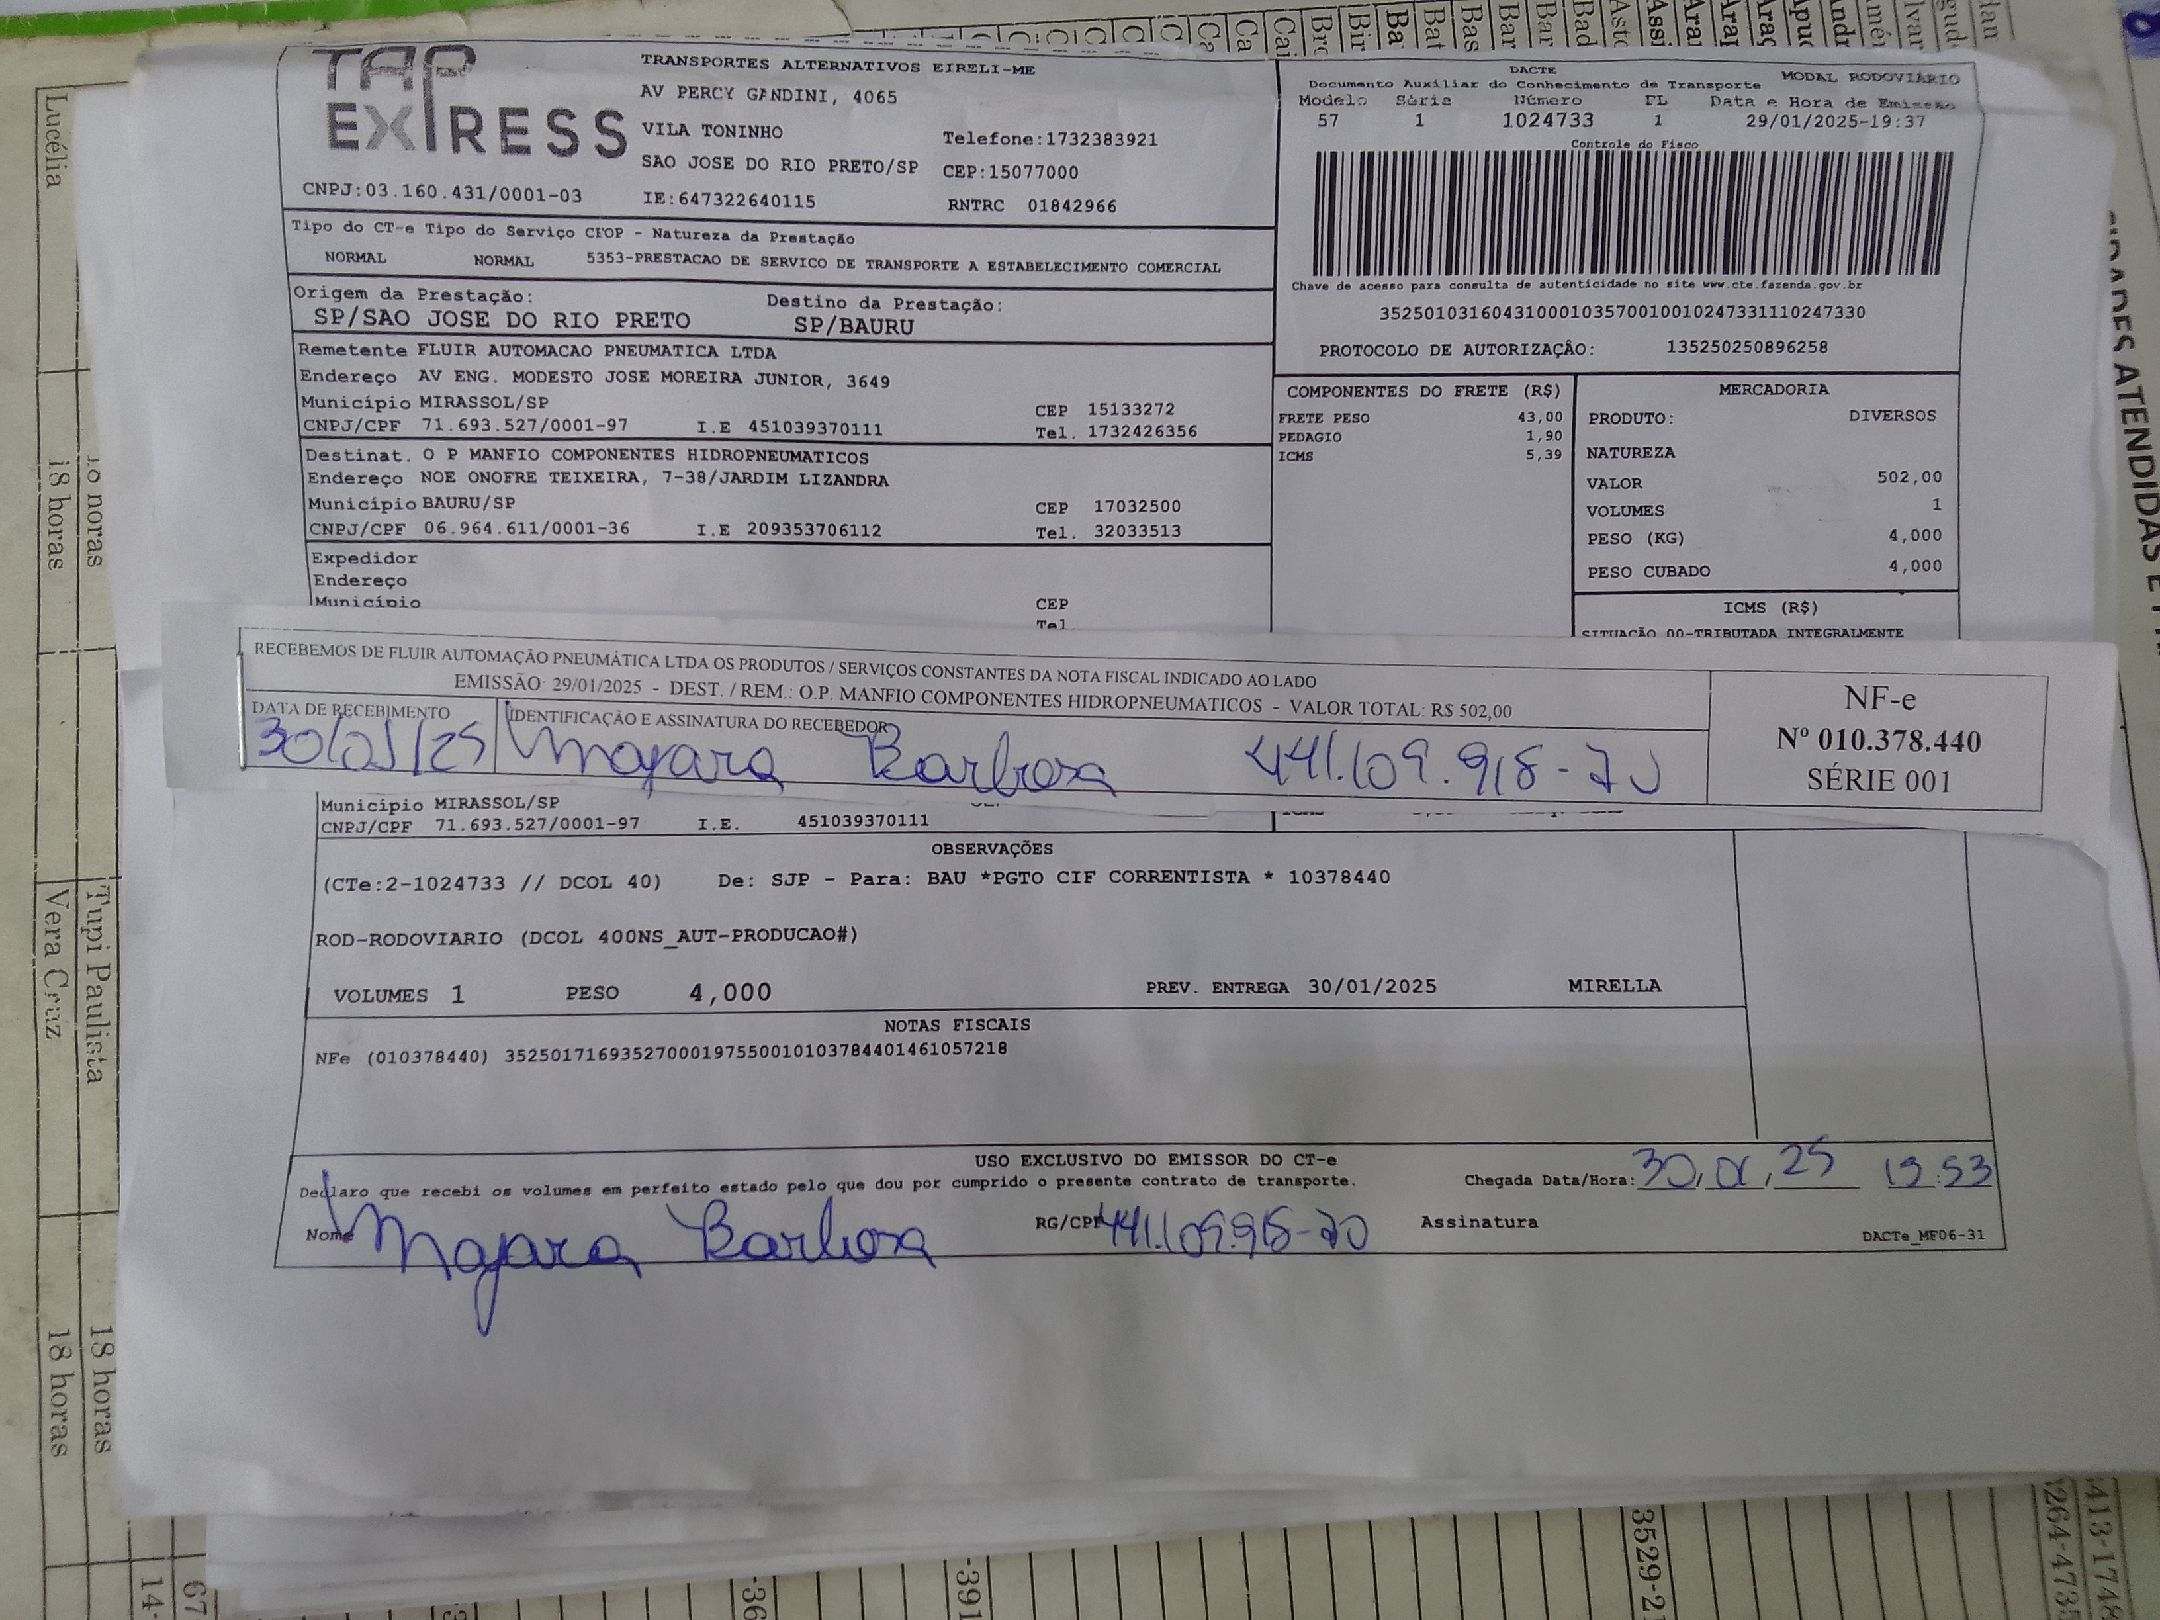 TAP
EXPRESS
TRANSPORTES ALTERNATIVOS EIRELI-ME
AV PERCY GANDINI, 4065
VILA TONINHO
Telefone:1732383921
SAO JOSE DO RIO PRETO/SP CEP:15077000
CNPJ:03.160.431/0001-03 IE:647322640115 RNTRC 01842966
DACTE
Documento Auxiliar do Conhecimento de Transporte MODAL RODOVIÁRIO
Modelo Série Número FL Data e Hora de Emissão
57 1 1024733 1 29/01/2025-19:37
Controle do Fisco
Chave de acesso para consulta de autenticidade no site www.cte.fazenda.gov.br
35250103160431000103570010010247331110247330
PROTOCOLO DE AUTORIZAÇÃO: 135250250896258
Tipo do CT-e Tipo do Serviço CFOP - Natureza da Prestação
NORMAL NORMAL 5353-PRESTACAO DE SERVICO DE TRANSPORTE A ESTABELECIMENTO COMERCIAL
Origem da Prestação: Destino da Prestação:
SP/SAO JOSE DO RIO PRETO SP/BAURU
Remetente FLUIR AUTOMACAO PNEUMATICA LTDA
Endereço AV ENG. MODESTO JOSE MOREIRA JUNIOR, 3649
Município MIRASSOL/SP CEP 15133272
CNPJ/CPF 71.693.527/0001-97 I.E 451039370111 Tel. 1732426356
Destinat. O P MANFIO COMPONENTES HIDROPNEUMATICOS
Endereço NOE ONOFRE TEIXEIRA, 7-38/JARDIM LIZANDRA
Município BAURU/SP CEP 17032500
CNPJ/CPF 06.964.611/0001-36 I.E 209353706112 Tel. 32033513
Expedidor
Endereço
Município CEP
Tel
COMPONENTES DO FRETE (R$)
FRETE PESO 43,00
PEDAGIO 1,90
ICMS 5,39
MERCADORIA
PRODUTO: DIVERSOS
NATUREZA
VALOR 502,00
VOLUMES 1
PESO (KG) 4,000
PESO CUBADO 4,000
ICMS (R$)
SITUAÇÃO 00-TRIBUTADA INTEGRALMENTE
RECEBEMOS DE FLUIR AUTOMAÇÃO PNEUMÁTICA LTDA OS PRODUTOS / SERVIÇOS CONSTANTES DA NOTA FISCAL INDICADO AO LADO
EMISSÃO: 29/01/2025 - DEST. / REM.: O.P. MANFIO COMPONENTES HIDROPNEUMATICOS - VALOR TOTAL: R$ 502,00
DATA DE RECEBIMENTO IDENTIFICAÇÃO E ASSINATURA DO RECEBEDOR
30/01/25 Mayara Barbosa 441.109.918-70
NF-e
Nº 010.378.440
SÉRIE 001
Município MIRASSOL/SP
CNPJ/CPF 71.693.527/0001-97 I.E. 451039370111
OBSERVAÇÕES
(CTe:2-1024733 // DCOL 40) De: SJP - Para: BAU *PGTO CIF CORRENTISTA * 10378440
ROD-RODOVIARIO (DCOL 400NS_AUT-PRODUCAO#)
VOLUMES 1 PESO 4,000 PREV. ENTREGA 30/01/2025 MIRELLA
NOTAS FISCAIS
NFe (010378440) 35250171693527000197550010103784401461057218
USO EXCLUSIVO DO EMISSOR DO CT-e
Declaro que recebi os volumes em perfeito estado pelo que dou por cumprido o presente contrato de transporte.
Chegada Data/Hora: 30,01,25 13:53
Nome Mayara Barbosa RG/CPF 441.109.918-70 Assinatura
DACTe_MF06-31
Lucélia
18 horas
Vera Cruz
18 horas
Tupi Paulista
18 horas